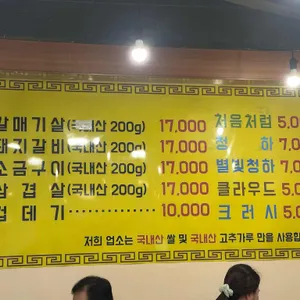 갈매기살(국내산 200g) 17,000 처음처럼 5,0
돼지갈비(국내산 200g) 17,000 청하 7,0
소금구이(국내산 200g) 17,000 별빛청하 7,0
삼겹살(국내산 200g) 17,000 클라우드 5,0
껍데기 ·············· 10,000 크러시 5,0
저희 업소는 국내산 쌀 및 국내산 고추가루 만을 사용합